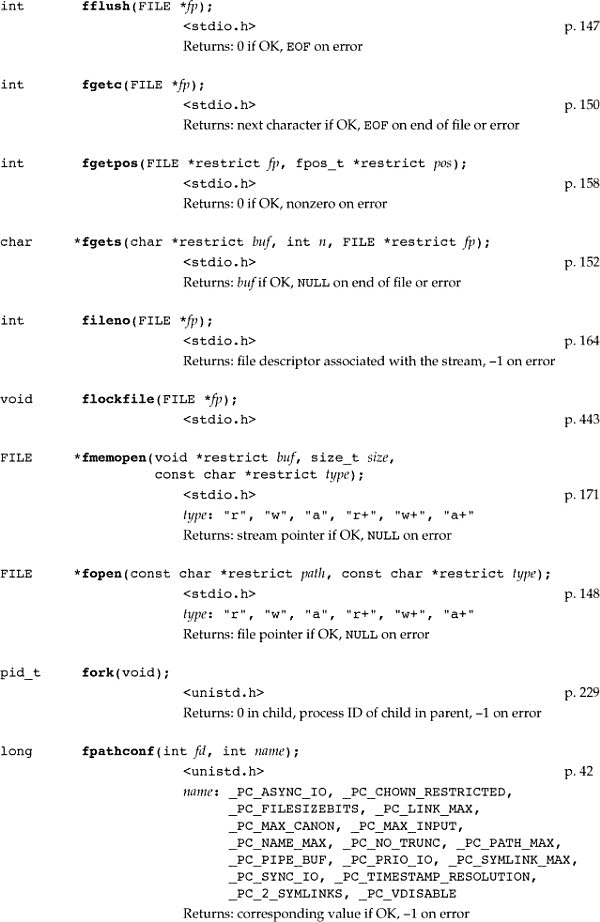 int fflush(FILE *fp);
<stdio.h> p. 147
Returns: 0 if OK, EOF on error
int fgetc(FILE *fp);
<stdio.h> p. 150
Returns: next character if OK, EOF on end of file or error
int fgetpos(FILE *restrict fp, fpos_t *restrict pos);
<stdio.h> p. 158
Returns: 0 if OK, nonzero on error
char *fgets(char *restrict buf, int n, FILE *restrict fp);
<stdio.h> p. 152
Returns: buf if OK, NULL on end of file or error
int fileno(FILE *fp);
<stdio.h> p. 164
Returns: file descriptor associated with the stream, –1 on error
void flockfile(FILE *fp);
<stdio.h> p. 443
FILE *fmemopen(void *restrict buf, size_t size,
const char *restrict type);
<stdio.h> p. 171
type: "r", "w", "a", "r+", "w+", "a+"
Returns: stream pointer if OK, NULL on error
FILE *fopen(const char *restrict path, const char *restrict type);
<stdio.h> p. 148
type: "r", "w", "a", "r+", "w+", "a+"
Returns: file pointer if OK, NULL on error
pid_t fork(void);
<unistd.h> p. 229
Returns: 0 in child, process ID of child in parent, –1 on error
long fpathconf(int fd, int name);
<unistd.h> p. 42
name: _PC_ASYNC_IO, _PC_CHOWN_RESTRICTED,
_PC_FILESIZEBITS, _PC_LINK_MAX,
_PC_MAX_CANON, _PC_MAX_INPUT,
_PC_NAME_MAX, _PC_NO_TRUNC, _PC_PATH_MAX,
_PC_PIPE_BUF, _PC_PRIO_IO, _PC_SYMLINK_MAX,
_PC_SYNC_IO, _PC_TIMESTAMP_RESOLUTION,
_PC_2_SYMLINKS, _PC_VDISABLE
Returns: corresponding value if OK, –1 on error